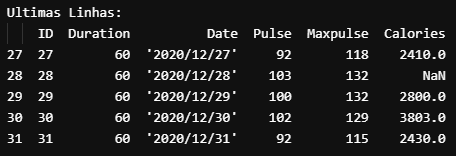 Ultimas Linhas:
ID Duration Date Pulse Maxpulse Calories
27 27 60 '2020/12/27' 92 118 2410.0
28 28 60 '2020/12/28' 103 132 NaN
29 29 60 '2020/12/29' 100 132 2800.0
30 30 60 '2020/12/30' 102 129 3803.0
31 31 60 '2020/12/31' 92 115 2430.0